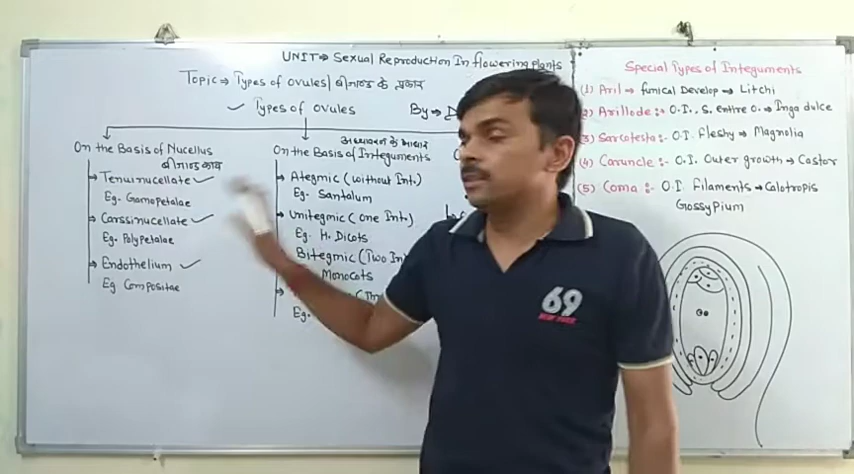 UNIT→ Sexual Reproduction In flowering plants
Topic⇒ Types of ovules/ बीजाण्ड के प्रकार
✓ Types of ovules
By→
On the Basis of Nucellus
बीजाण्ड काय
→ Tenuinucellate ✓
Eg. Gamopetalae
→ Carssinucellate ✓
Eg. Polypetalae
→ Endothelium ✓
Eg Compositae
अध्यावरण के आधार
On the Basis of Integuments
→ Ategmic (without Int.)
Eg. Santalum
→ Unitegmic (one Int.)
Eg. H. Dicots
Bitegmic (Two In
Monocots
Eg.
Special Types of Integuments
(1) Aril → funical Develop → Litchi
(2) Arillode :- O.I., S. entire O. → Inga dulce
(3) Sarcotesta :- O.I fleshy → Magnolia
(4) Caruncle :- O.I. Outer growth → Castor
(5) Coma :- O.I filaments → Calotropis
Gossypium
69
NEW YORK